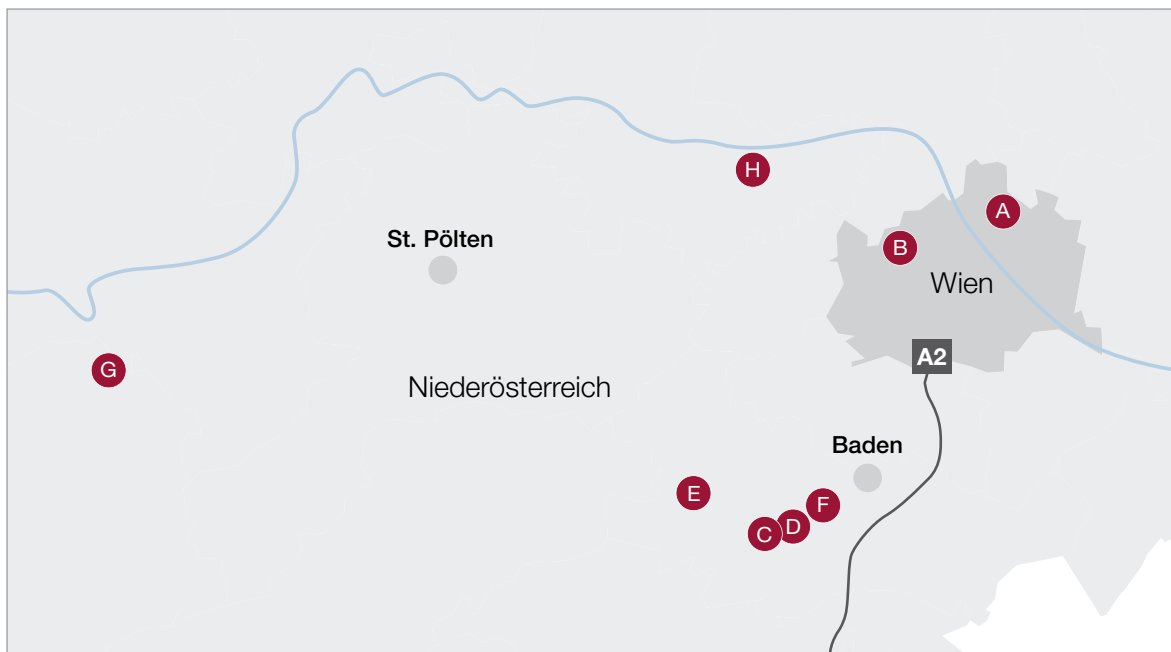 H
A
St. Pölten
B
Wien
A2
G
Niederösterreich
Baden
E
F
D
C